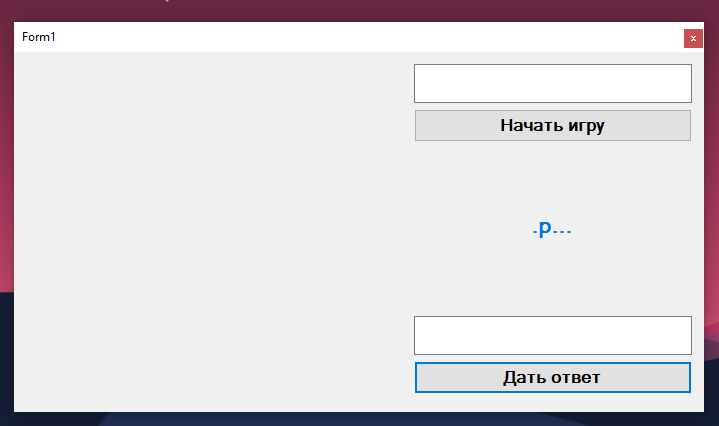 Form1
x
Начать игру
.р...
Дать ответ